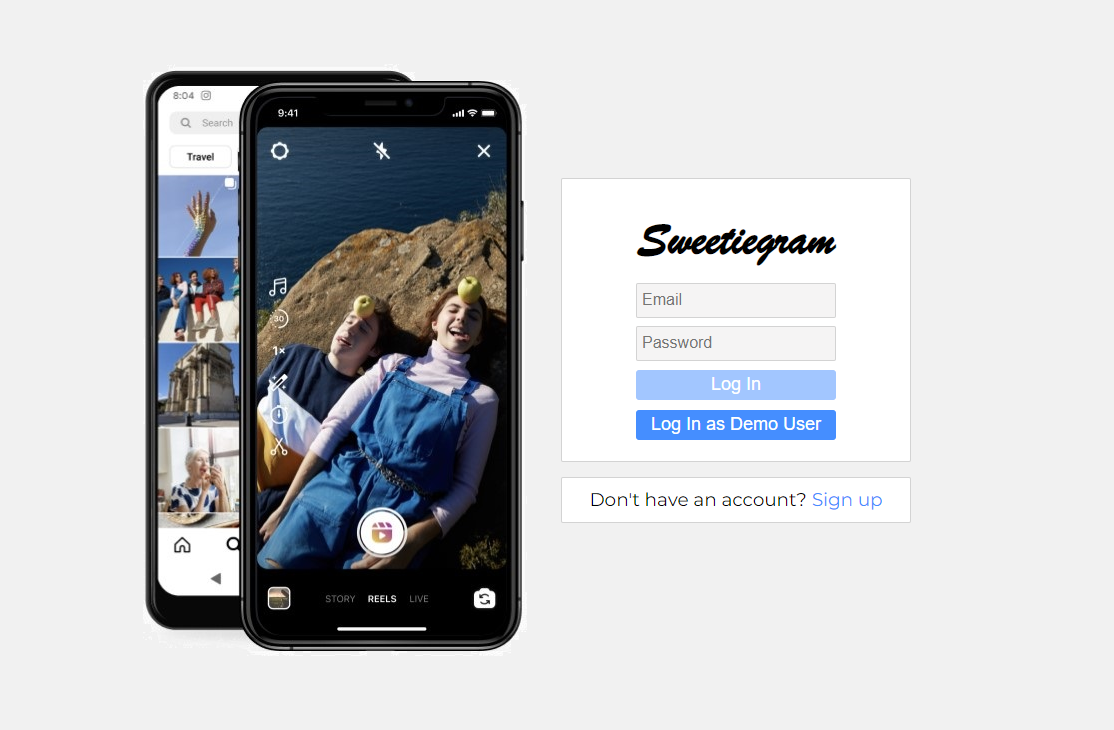 8:04
Search
Travel
9:41
30
1×
STORY REELS LIVE
Sweetiegram
Email
Password
Log In
Log In as Demo User
Don't have an account? Sign up